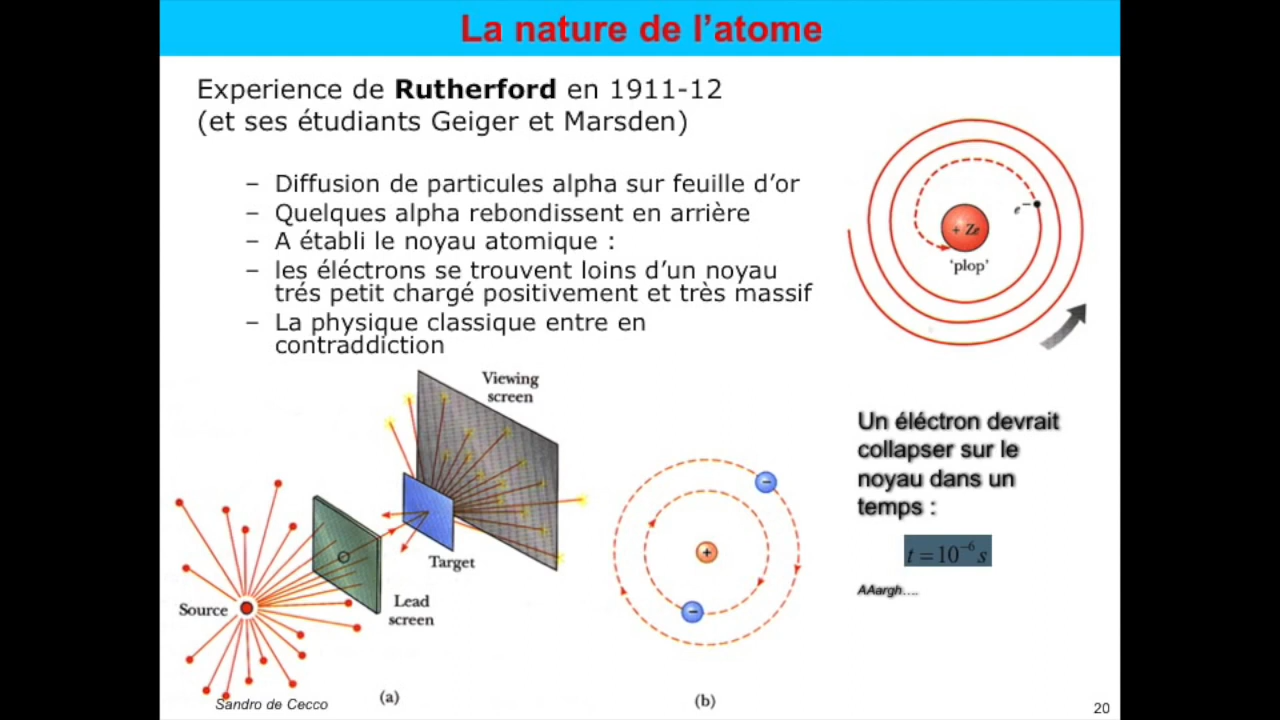 La nature de l'atome
Experience de Rutherford en 1911-12
(et ses étudiants Geiger et Marsden)
– Diffusion de particules alpha sur feuille d'or
– Quelques alpha rebondissent en arrière
– A établi le noyau atomique :
– les éléctrons se trouvent loins d'un noyau
trés petit chargé positivement et très massif
– La physique classique entre en
contraddiction
e−
+ Ze
'plop'
Viewing
screen
Target
Lead
screen
Source
(a)
−
+
−
(b)
Un éléctron devrait
collapser sur le
noyau dans un
temps :
t = 10⁻⁶ s
AAargh....
Sandro de Cecco
20